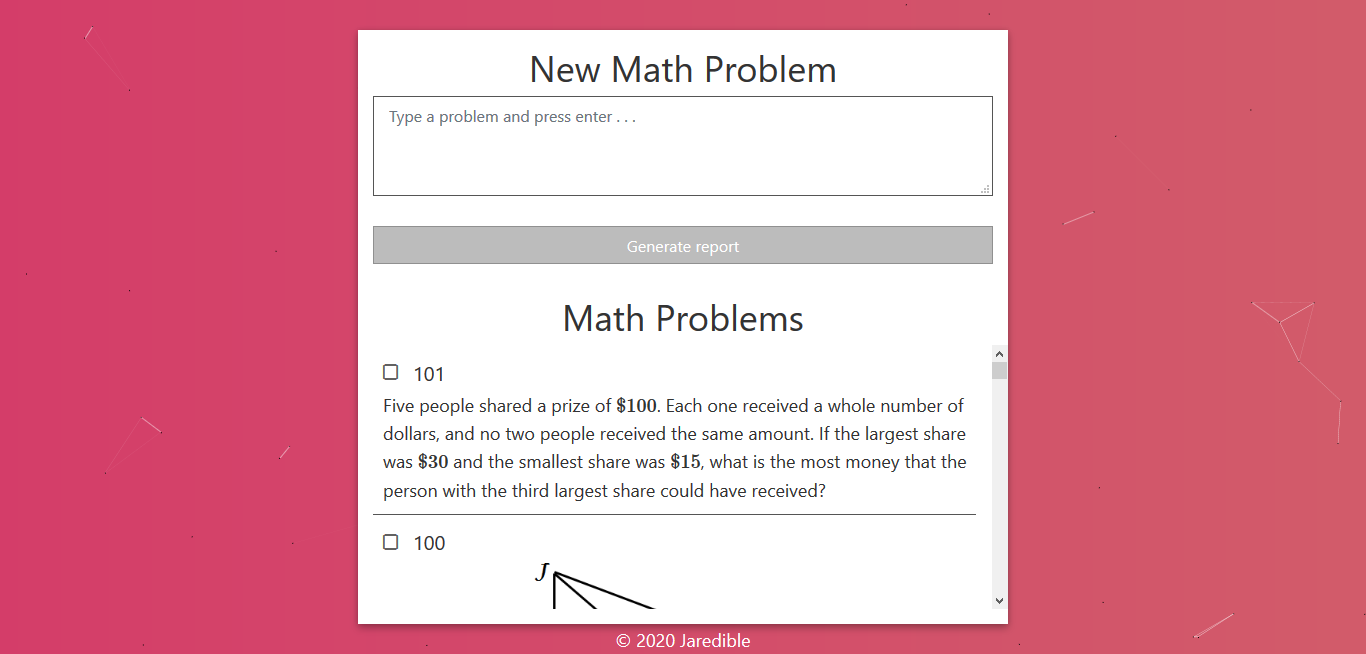 New Math Problem
Type a problem and press enter . . .
Generate report
Math Problems
101
Five people shared a prize of $100. Each one received a whole number of
dollars, and no two people received the same amount. If the largest share
was $30 and the smallest share was $15, what is the most money that the
person with the third largest share could have received?
100
J
© 2020 Jaredible